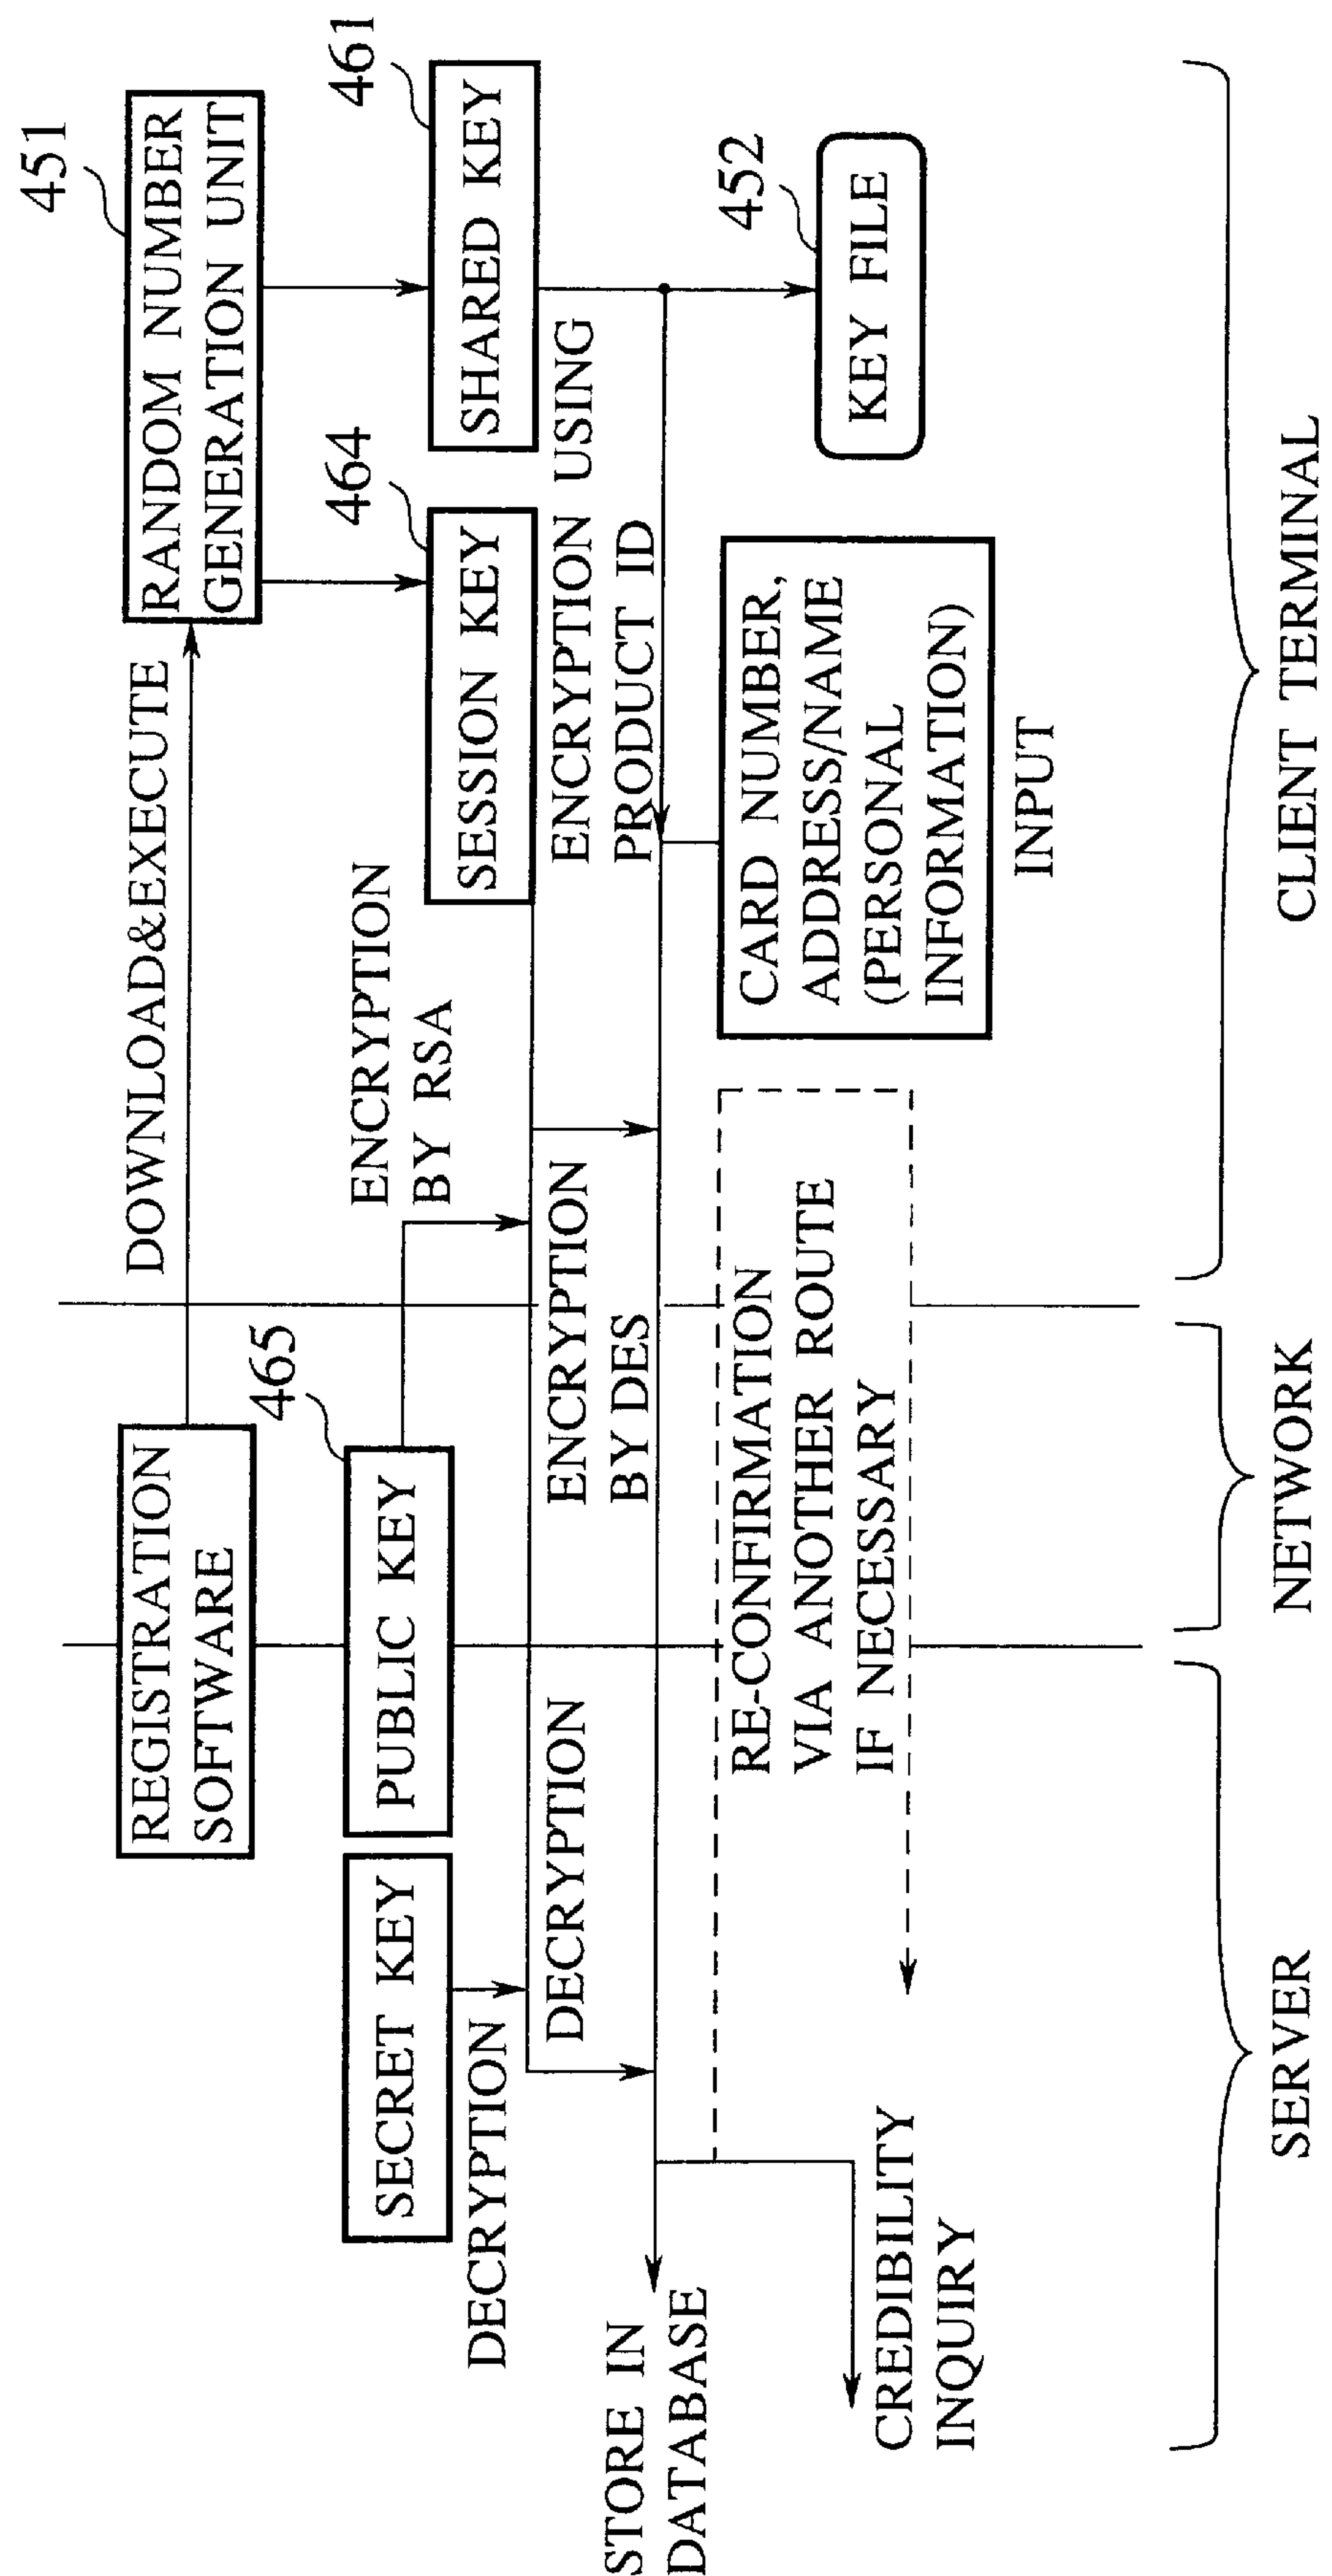 451
RANDOM NUMBER
GENERATION UNIT
DOWNLOAD&EXECUTE
REGISTRATION
SOFTWARE
461
SHARED KEY
464
SESSION KEY
ENCRYPTION
BY RSA
465
PUBLIC KEY
SECRET KEY
DECRYPTION
ENCRYPTION USING
PRODUCT ID
ENCRYPTION
BY DES
DECRYPTION
STORE IN
DATABASE
452
KEY FILE
CARD NUMBER,
ADDRESS/NAME
(PERSONAL
INFORMATION)
INPUT
RE-CONFIRMATION
VIA ANOTHER ROUTE
IF NECESSARY
CREDIBILITY
INQUIRY
SERVER
NETWORK
CLIENT TERMINAL